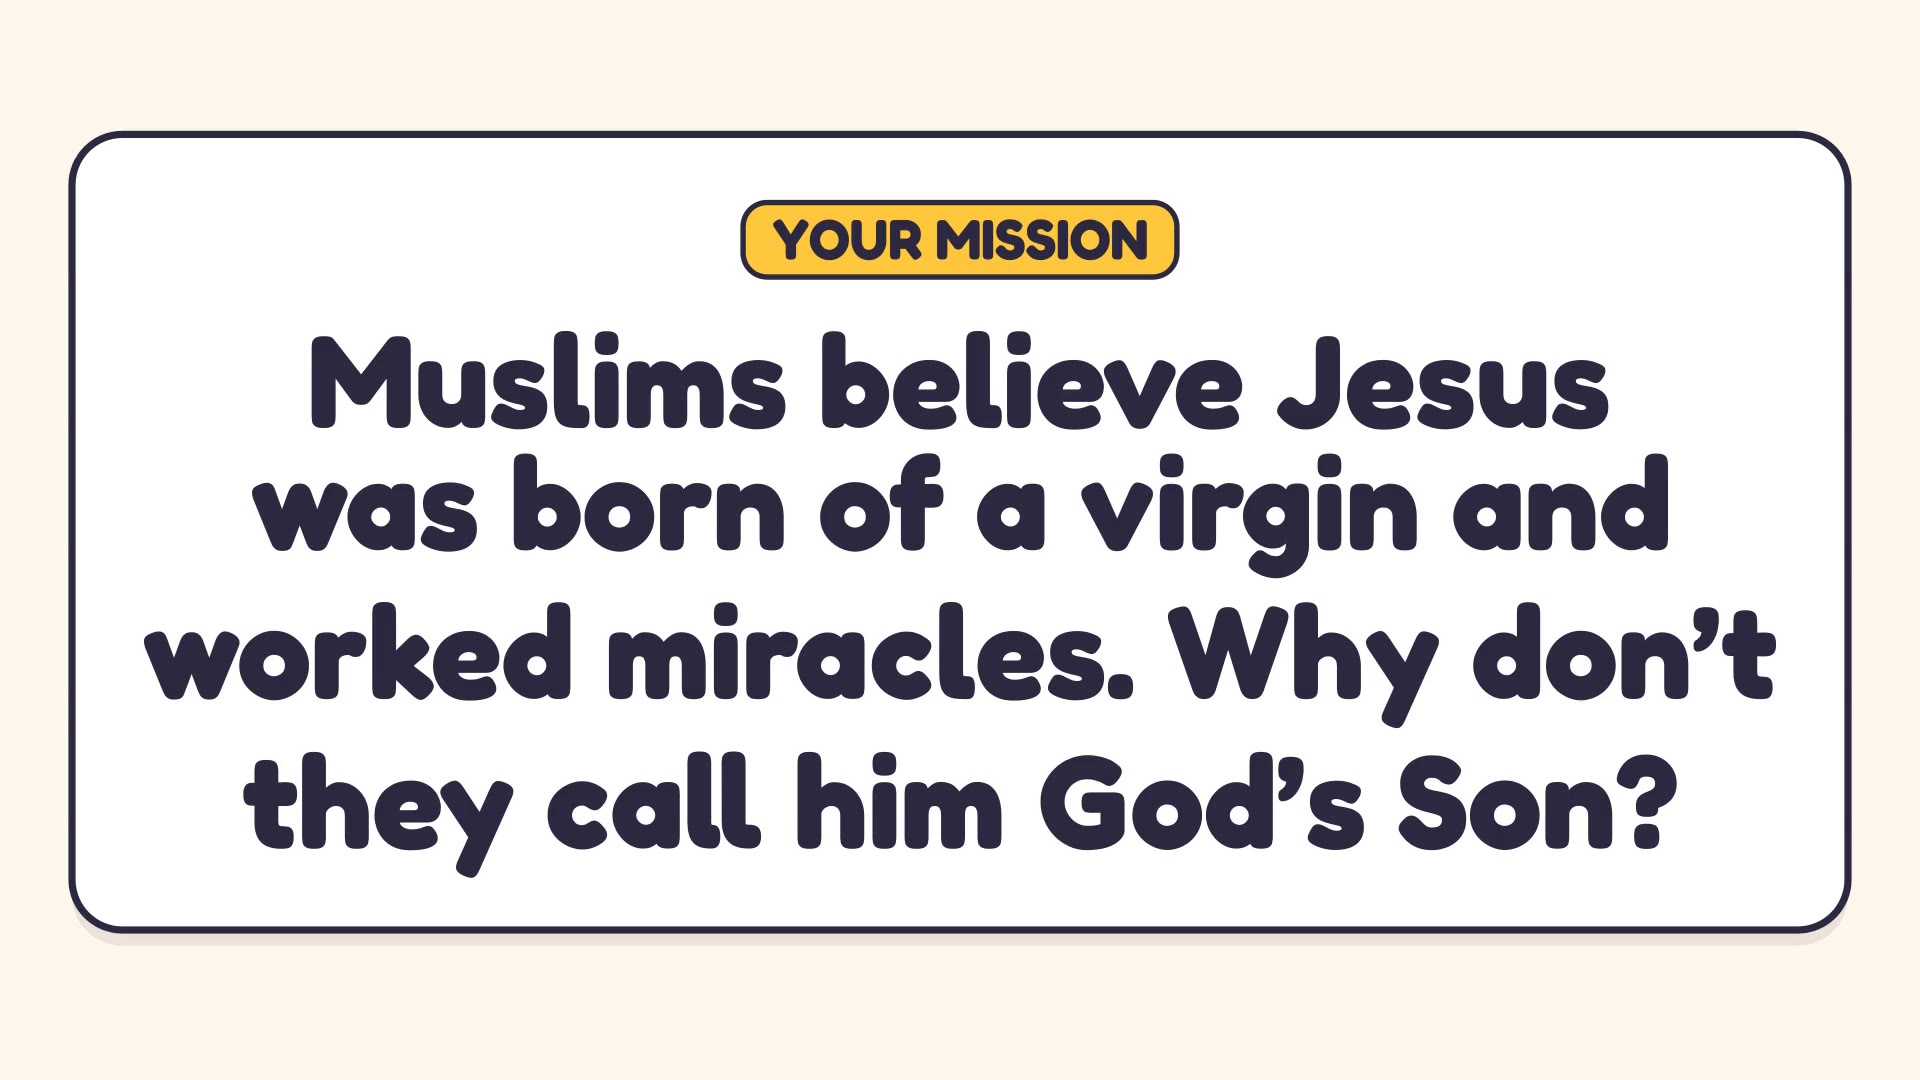 YOUR MISSION
Muslims believe Jesus
was born of a virgin and
worked miracles. Why don’t
they call him God’s Son?